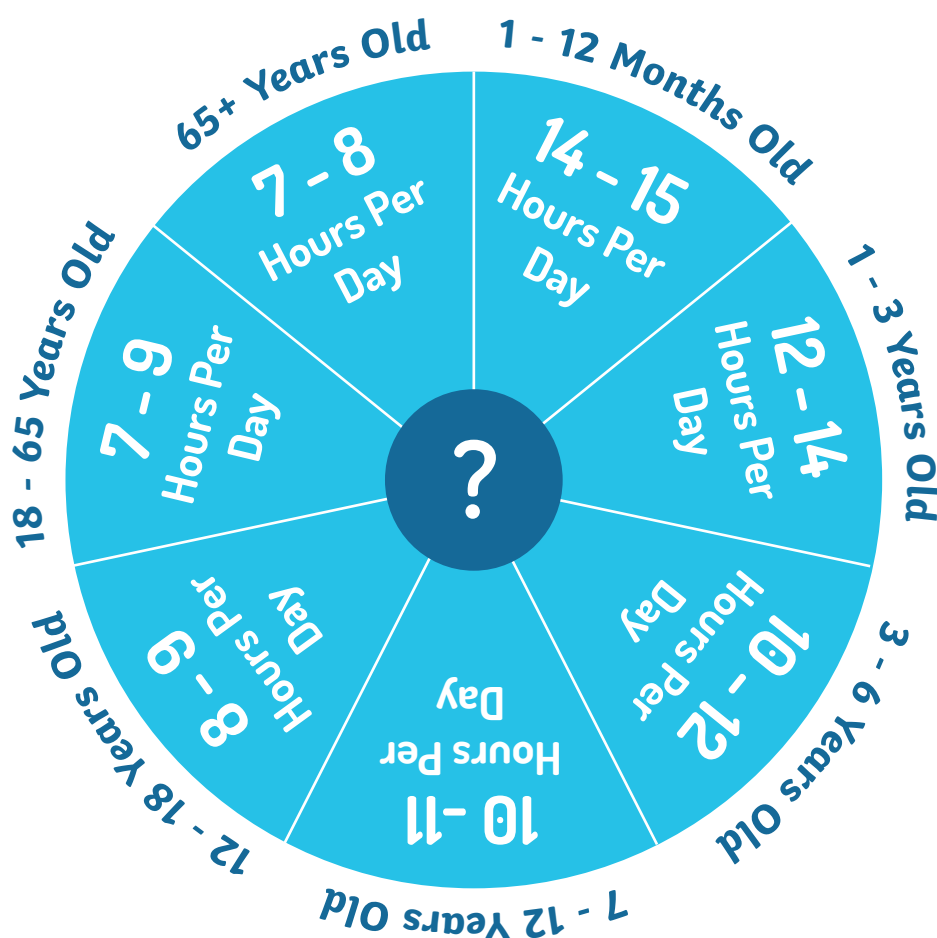 1 - 12 Months Old
14 - 15
Hours Per
Day
1 - 3 Years Old
12 - 14
Hours Per
Day
3 - 6 Years Old
10 - 12
Hours Per
Day
7 - 12 Years Old
10 -11
Hours Per
Day
12 - 18 Years Old
8 - 9
Hours Per
Day
18 - 65 Years Old
7 - 9
Hours Per
Day
65+ Years Old
7 - 8
Hours Per
Day
?